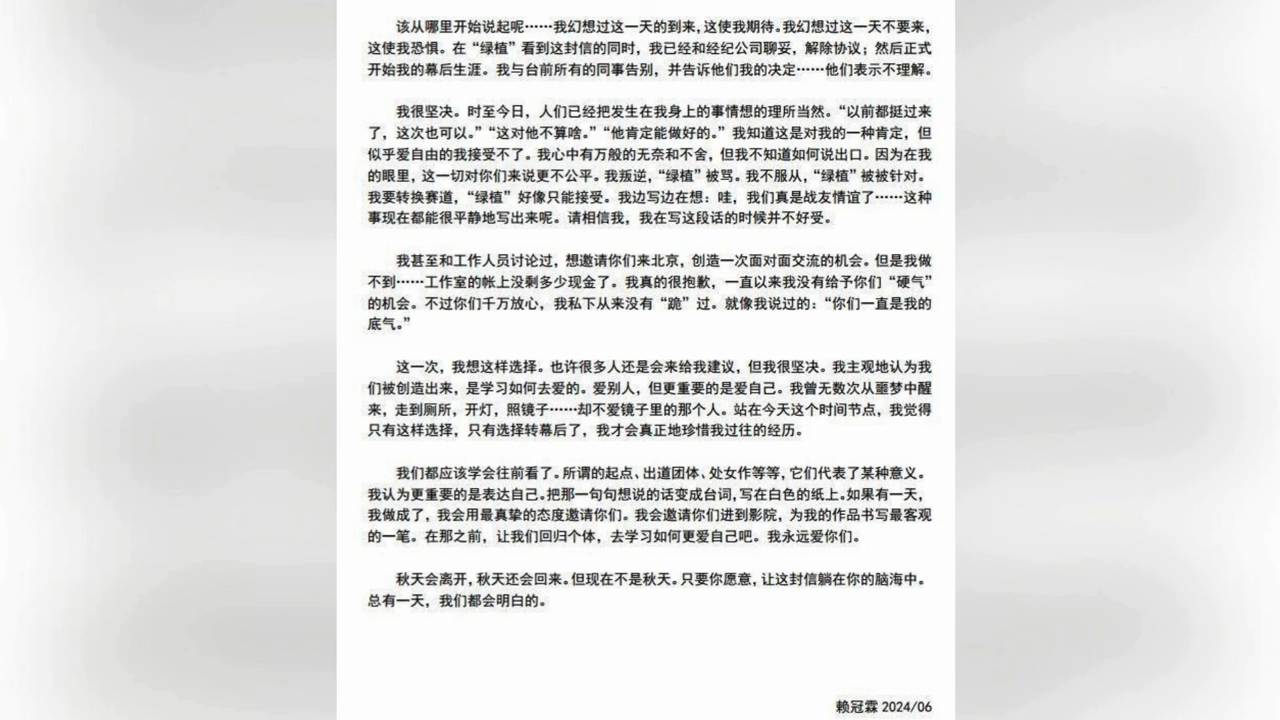 该从哪里开始说起呢……我幻想过这一天的到来,这使我期待。我幻想过这一天不要来,
这使我恐惧。在“绿植”看到这封信的同时，我已经和经纪公司聊妥，解除协议；然后正式
开始我的幕后生涯。我与台前所有的同事告别，并告诉他们我的决定……他们表示不理解。
我很坚决。时至今日，人们已经把发生在我身上的事情想的理所当然。“以前都挺过来
了，这次也可以。”“这对他不算啥。”“他肯定能做好的。”我知道这是对我的一种肯定，但
似乎爱自由的我接受不了。我心中有万般的无奈和不舍，但我不知道如何说出口。因为在我
的眼里，这一切对你们来说更不公平。我叛逆，“绿植”被骂。我不服从，“绿植”被被针对。
我要转换赛道，“绿植”好像只能接受。我边写边在想：哇，我们真是战友情谊了……这种
事现在都能很平静地写出来呢。请相信我，我在写这段话的时候并不好受。
我甚至和工作人员讨论过，想邀请你们来北京，创造一次面对面交流的机会。但是我做
不到……工作室的帐上没剩多少现金了。我真的很抱歉，一直以来我没有给予你们“硬气”
的机会。不过你们千万放心，我私下从来没有“跪”过。就像我说过的：“你们一直是我的
底气。”
这一次，我想这样选择。也许很多人还是会来给我建议，但我很坚决。我主观地认为我
们被创造出来，是学习如何去爱的。爱别人，但更重要的是爱自己。我曾无数次从噩梦中醒
来，走到厕所，开灯，照镜子……却不爱镜子里的那个人。站在今天这个时间节点，我觉得
只有这样选择，只有选择转幕后了，我才会真正地珍惜我过往的经历。
我们都应该学会往前看了。所谓的起点、出道团体、处女作等等，它们代表了某种意义。
我认为更重要的是表达自己。把那一句句想说的话变成台词，写在白色的纸上。如果有一天，
我做成了，我会用最真挚的态度邀请你们。我会邀请你们进到影院，为我的作品书写最客观
的一笔。在那之前，让我们回归个体，去学习如何更爱自己吧。我永远爱你们。
秋天会离开，秋天还会回来。但现在不是秋天。只要你愿意，让这封信躺在你的脑海中。
总有一天，我们都会明白的。
赖冠霖 2024/06